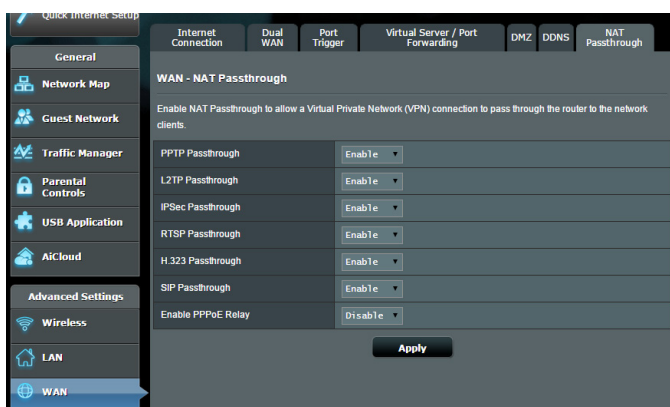 Quick Internet Setup
General
Network Map
Guest Network
Traffic Manager
Parental
Controls
USB Application
AiCloud
Advanced Settings
Wireless
LAN
WAN
Internet
Connection
Dual
WAN
Port
Trigger
Virtual Server / Port
Forwarding
DMZ
DDNS
NAT
Passthrough
WAN - NAT Passthrough
Enable NAT Passthrough to allow a Virtual Private Network (VPN) connection to pass through the router to the network
clients.
PPTP Passthrough Enable
L2TP Passthrough Enable
IPSec Passthrough Enable
RTSP Passthrough Enable
H.323 Passthrough Enable
SIP Passthrough Enable
Enable PPPoE Relay Disable
Apply